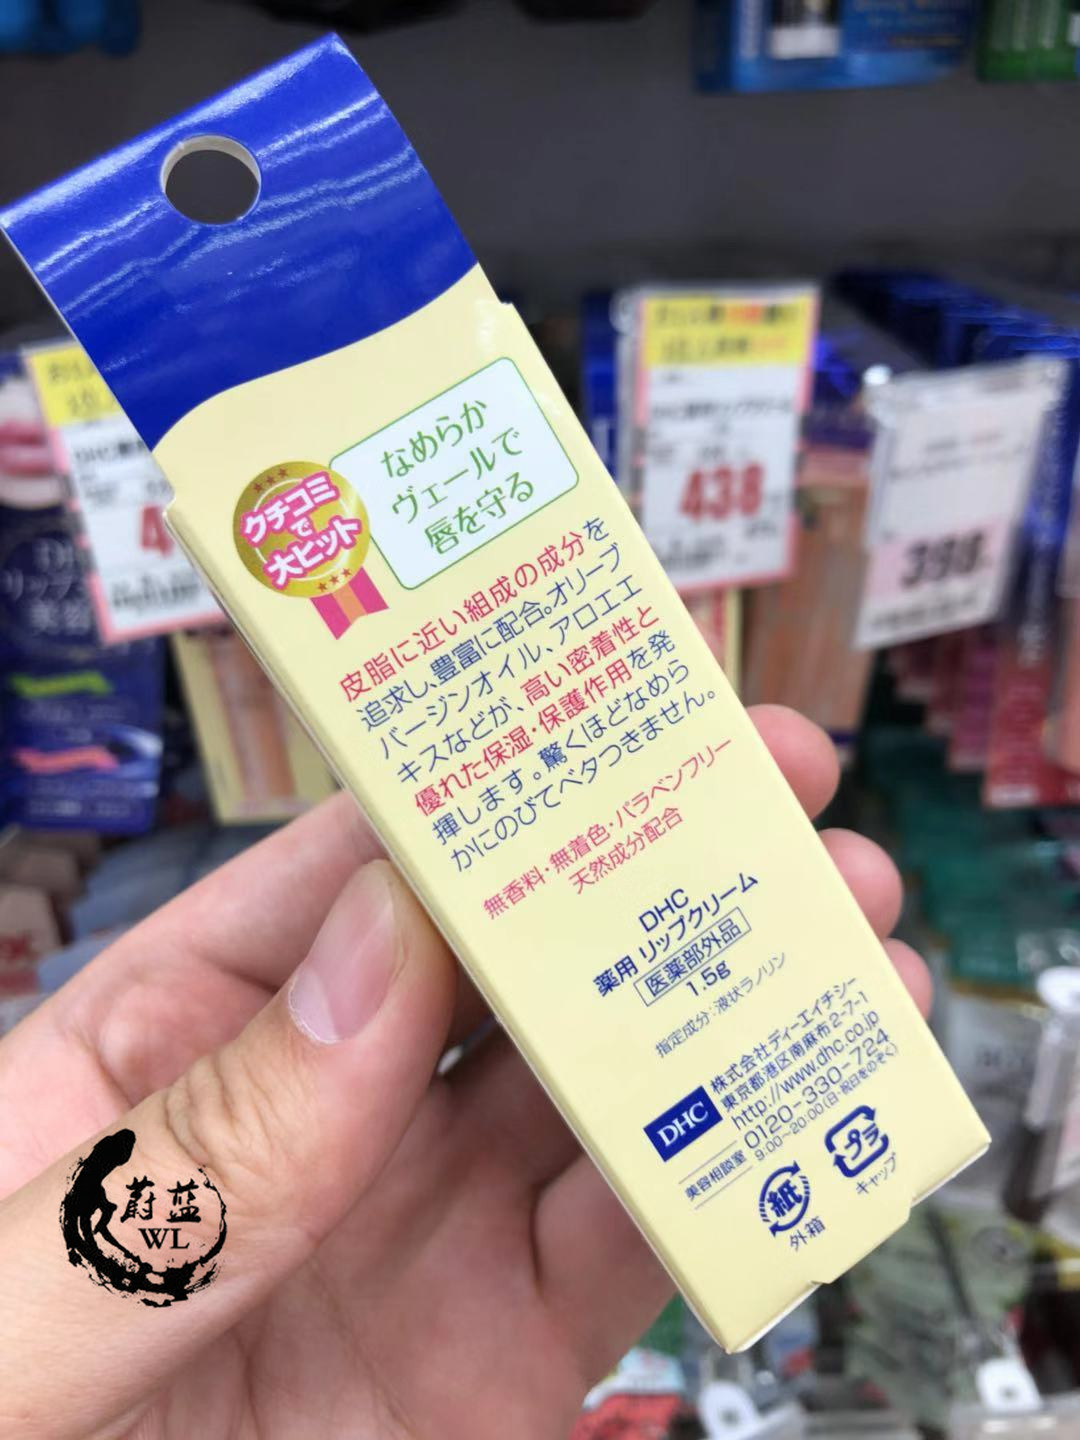 クチコミ
で
大ヒット
なめらか
ヴェールで
唇を守る
皮脂に近い組成の成分を
追求し、豊富に配合。オリーブ
バージンオイル、アロエエ
キスなどが、高い密着性と
優れた保湿・保護作用を発
揮します。驚くほどなめら
かにのびてベタつきません。
無香料・無着色・パラベンフリー
天然成分配合
DHC
薬用 リップクリーム
医薬部外品
1.5g
指定成分：液状ラノリン
DHC
株式会社ディーエイチシー
東京都港区南麻布2-7-1
http://www.dhc.co.jp
美容相談室
0120-330-724
9:00~20:00(日・祝日をのぞく)
紙
外箱
プラ
キャップ
438
398
蔚蓝
WL